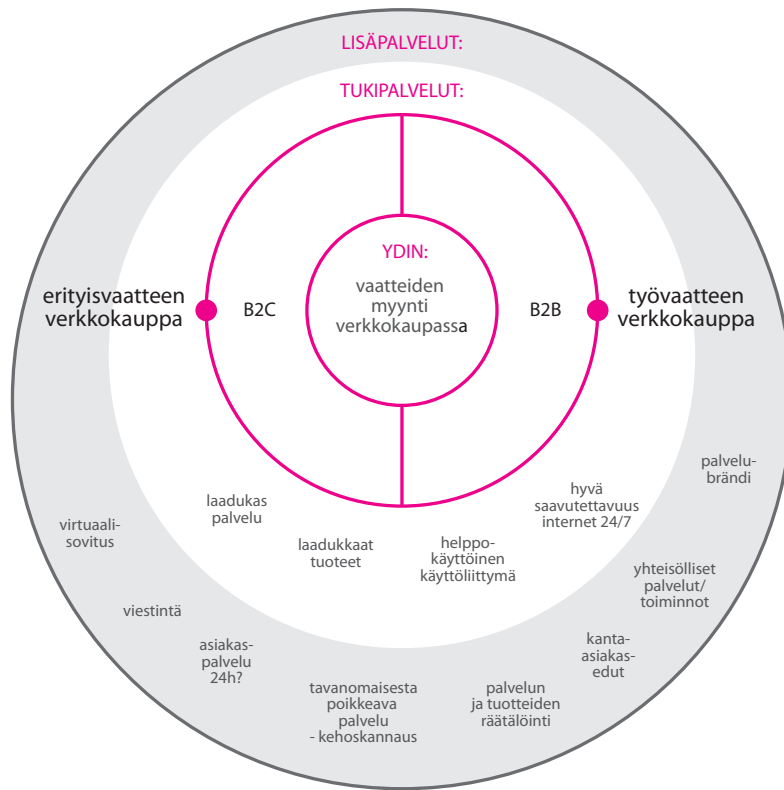 LISÄPALVELUT:
TUKIPALVELUT:
YDIN:
vaatteiden
myynti
verkkokaupassa
erityisvaatteen
verkkokauppa
B2C
B2B
työvaatteen
verkkokauppa
laadukas
palvelu
laadukkaat
tuoteet
helppo-
käyttöinen
käyttöliittymä
hyvä
saavutettavuus
internet 24/7
virtuaali-
sovitus
viestintä
asiakas-
palvelu
24h?
tavanomaisesta
poikkeava
palvelu
- kehoskannaus
palvelun
ja tuotteiden
räätälöinti
kanta-
asiakas-
edut
yhteisölliset
palvelut/
toiminnot
palvelu-
brändi